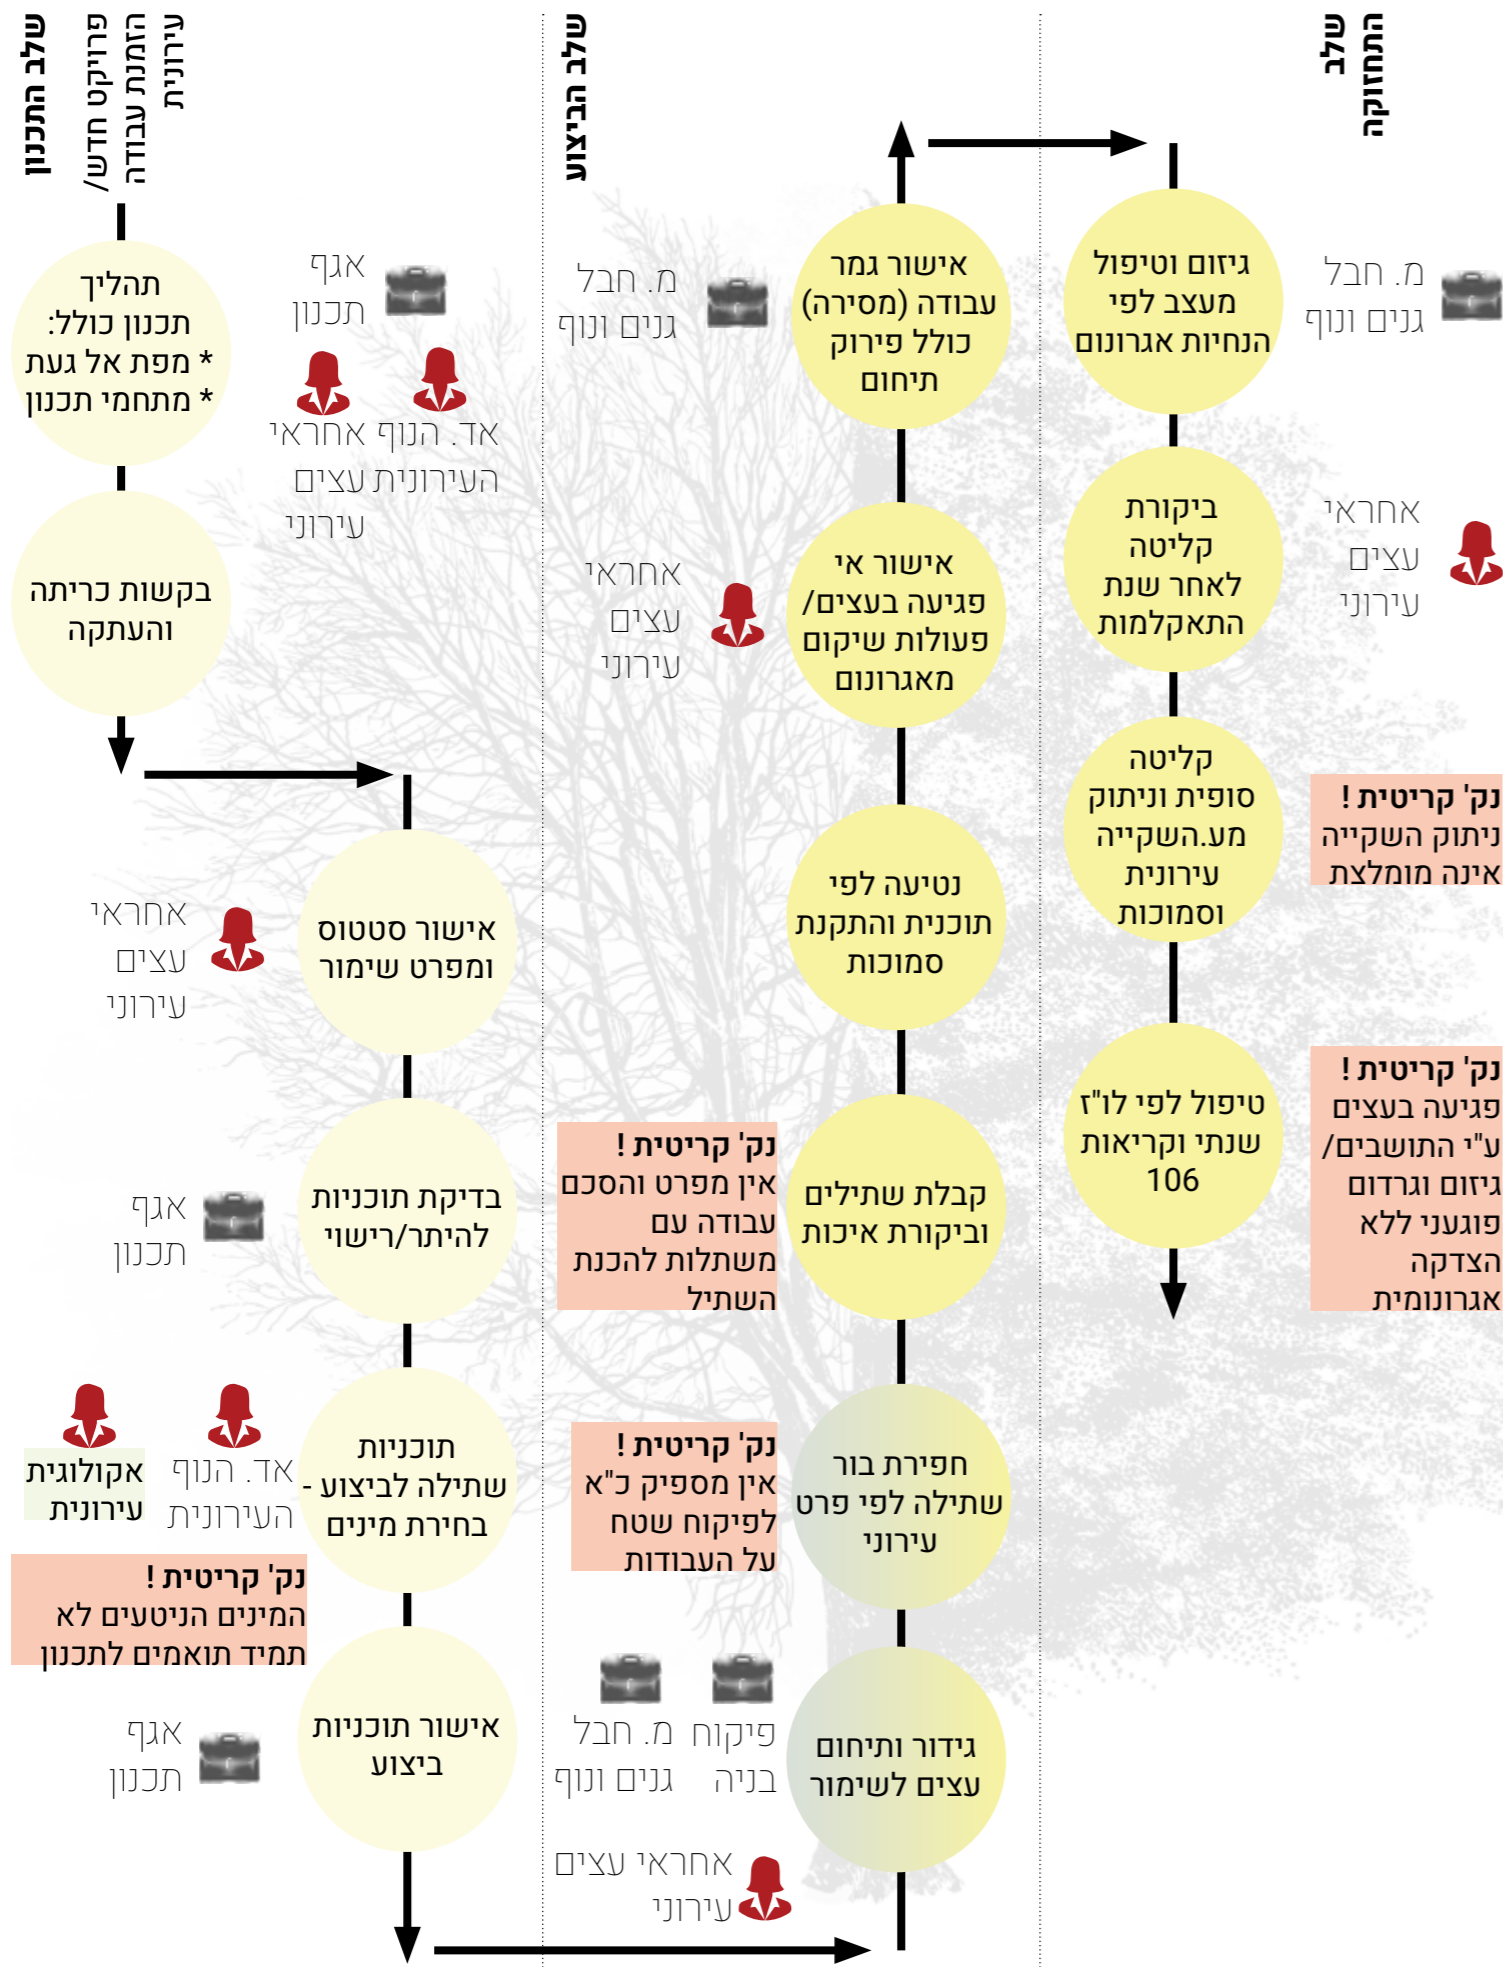 שלב התכנון
פרויקט חדש/
הזמנת עבודה
עירונית
תהליך
תכנון כולל:
* מפת אל געת
* מתחמי תכנון
אגף
תכנון
אד. הנוף
העירונית
אחראי
עצים
עירוני
בקשות כריתה
והעתקה
אישור סטטוס
ומפרט שימור
אחראי
עצים
עירוני
בדיקת תוכניות
להיתר/רישוי
אגף
תכנון
תוכניות
שתילה לביצוע -
בחירת מינים
אד. הנוף
העירונית
אקולוגית
עירונית
נק' קריטית !
המינים הניטעים לא
תמיד תואמים לתכנון
אישור תוכניות
ביצוע
אגף
תכנון
שלב הביצוע
גידור ותיחום
עצים לשימור
פיקוח
בניה
מ. חבל
גנים ונוף
אחראי עצים
עירוני
חפירת בור
שתילה לפי פרט
עירוני
נק' קריטית !
אין מספיק כ"א
לפיקוח שטח
על העבודות
קבלת שתילים
וביקורת איכות
נק' קריטית !
אין מפרט והסכם
עבודה עם
משתלות להכנת
השתיל
נטיעה לפי
תוכנית והתקנת
סמוכות
אישור אי
פגיעה בעצים/
פעולות שיקום
מאגרונום
אחראי
עצים
עירוני
אישור גמר
עבודה (מסירה)
כולל פירוק
תיחום
מ. חבל
גנים ונוף
שלב
התחזוקה
גיזום וטיפול
מעצב לפי
הנחיות אגרונום
מ. חבל
גנים ונוף
ביקורת
קליטה
לאחר שנת
התאקלמות
אחראי
עצים
עירוני
קליטה
סופית וניתוק
מע.השקייה
עירונית
וסמוכות
נק' קריטית !
ניתוק השקייה
אינה מומלצת
טיפול לפי לו"ז
שנתי וקריאות
106
נק' קריטית !
פגיעה בעצים
ע"י התושבים/
גיזום וגרדום
פוגעני ללא
הצדקה
אגרונומית